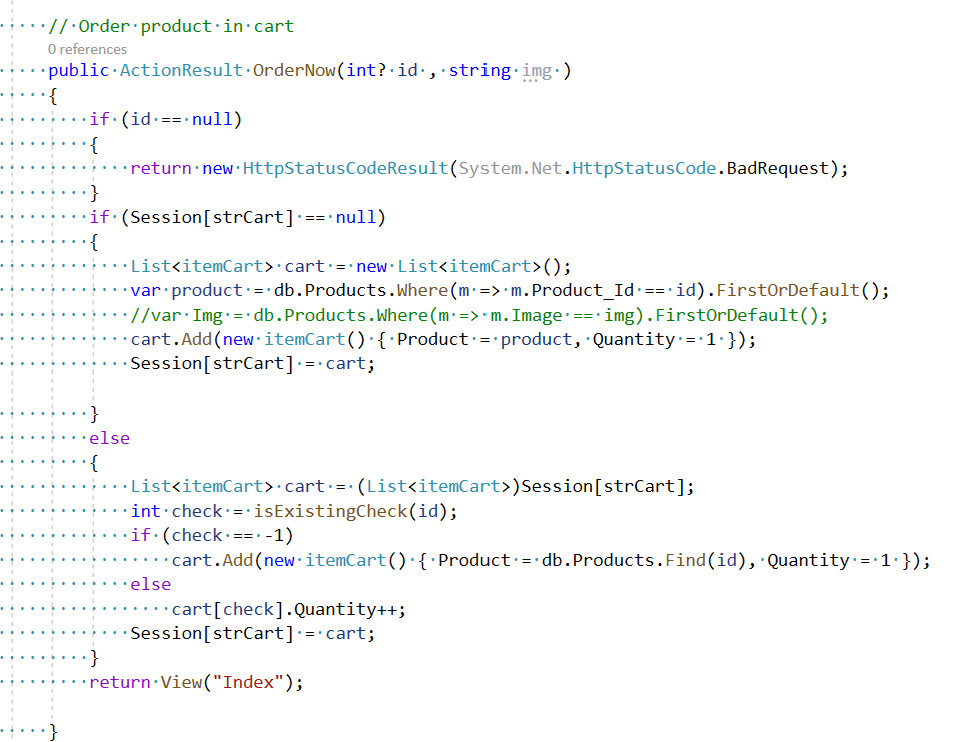 // Order product in cart
0 references
public ActionResult OrderNow(int? id , string img )
{
if (id == null)
{
return new HttpStatusCodeResult(System.Net.HttpStatusCode.BadRequest);
}
if (Session[strCart] == null)
{
List<itemCart> cart = new List<itemCart>();
var product = db.Products.Where(m => m.Product_Id == id).FirstOrDefault();
//var Img = db.Products.Where(m => m.Image == img).FirstOrDefault();
cart.Add(new itemCart() { Product = product, Quantity = 1 });
Session[strCart] = cart;
}
else
{
List<itemCart> cart = (List<itemCart>)Session[strCart];
int check = isExistingCheck(id);
if (check == -1)
cart.Add(new itemCart() { Product = db.Products.Find(id), Quantity = 1 });
else
cart[check].Quantity++;
Session[strCart] = cart;
}
return View("Index");
}